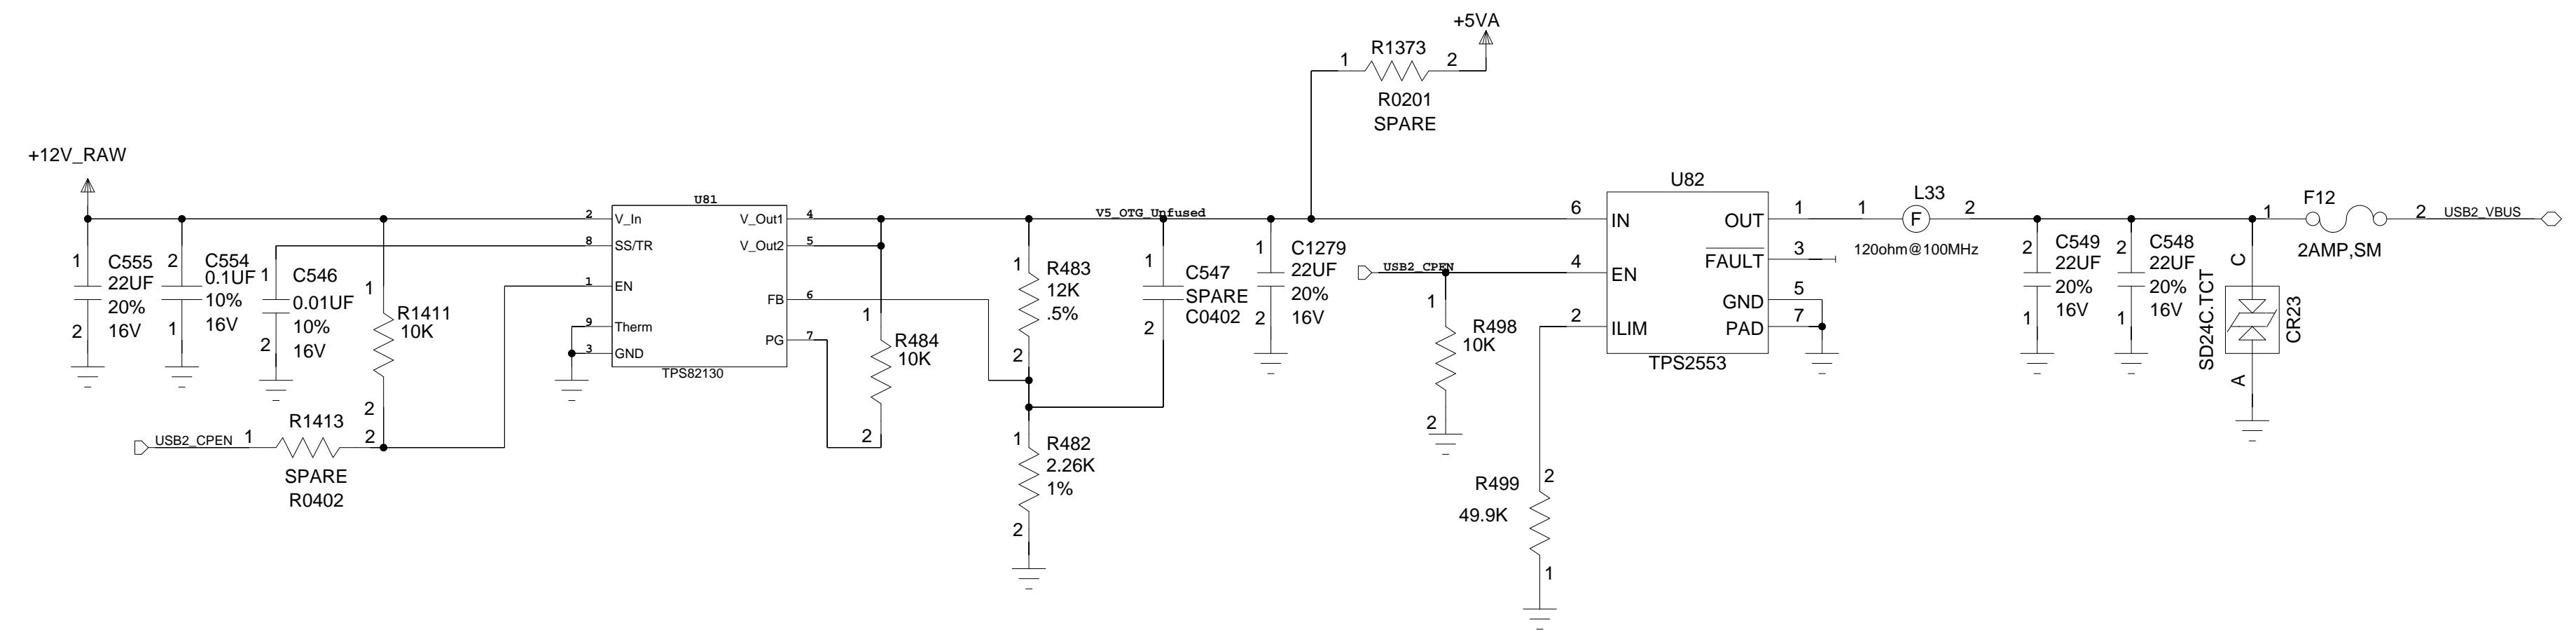 +5VA
R1373
1
2
R0201
SPARE
+12V_RAW
U81
2
V_In
8
SS/TR
1
EN
9
Therm
3
GND
V_Out1
4
V_Out2
5
FB
6
PG
7
TPS82130
1
C555
22UF
20%
16V
2
2
C554
0.1UF
10%
16V
1
1
C546
0.01UF
10%
16V
2
1
R1411
10K
2
USB2_CPEN
1
R1413
2
SPARE
R0402
1
R484
10K
2
1
R483
12K
.5%
2
1
R482
2.26K
1%
2
V5_OTG_Unfused
1
C547
SPARE
C0402
2
1
C1279
22UF
20%
16V
2
USB2_CPEN
1
R498
10K
2
U82
6
IN
4
EN
2
ILIM
OUT
1
FAULT
3
GND
5
PAD
7
TPS2553
2
R499
49.9K
1
1
L33
F
2
120ohm@100MHz
2
C549
22UF
20%
16V
1
2
C548
22UF
20%
16V
1
C
SD24C.TCT
CR23
A
1
F12
2
2AMP,SM
USB2_VBUS